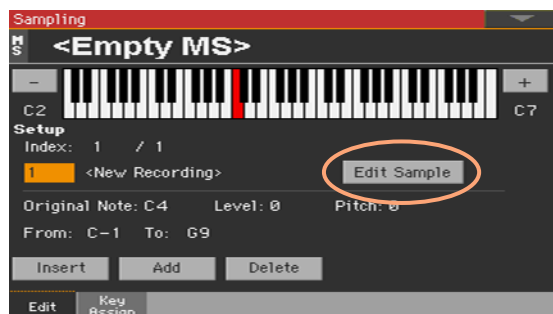 Sampling
MS <Empty MS>
- +
C2 C7
Setup
Index: 1 / 1
1 <New Recording> Edit Sample
Original Note: C4 Level: 0 Pitch: 0
From: C-1 To: G9
Insert Add Delete
Edit Key Assign